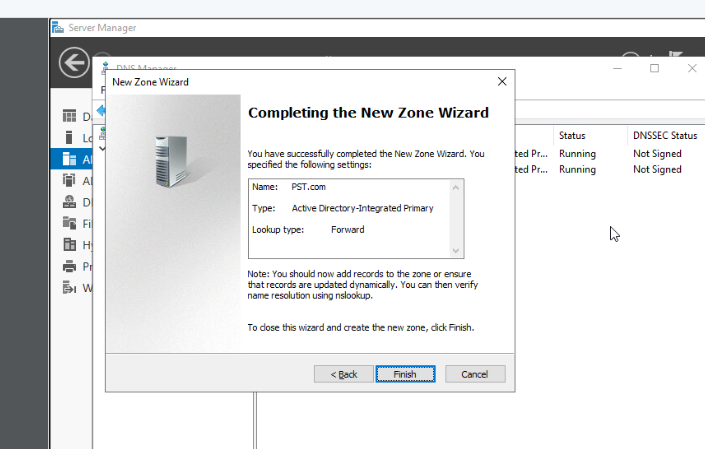 Server Manager
DNS Manager
New Zone Wizard
Completing the New Zone Wizard
You have successfully completed the New Zone Wizard. You
specified the following settings:
Name: PST.com
Type: Active Directory-Integrated Primary
Lookup type: Forward
Note: You should now add records to the zone or ensure
that records are updated dynamically. You can then verify
name resolution using nslookup.
To close this wizard and create the new zone, click Finish.
< Back Finish Cancel
Status DNSSEC Status
ted Pr... Running Not Signed
ted Pr... Running Not Signed
D
Lo
Al
Al
D
Fi
H
Pr
W